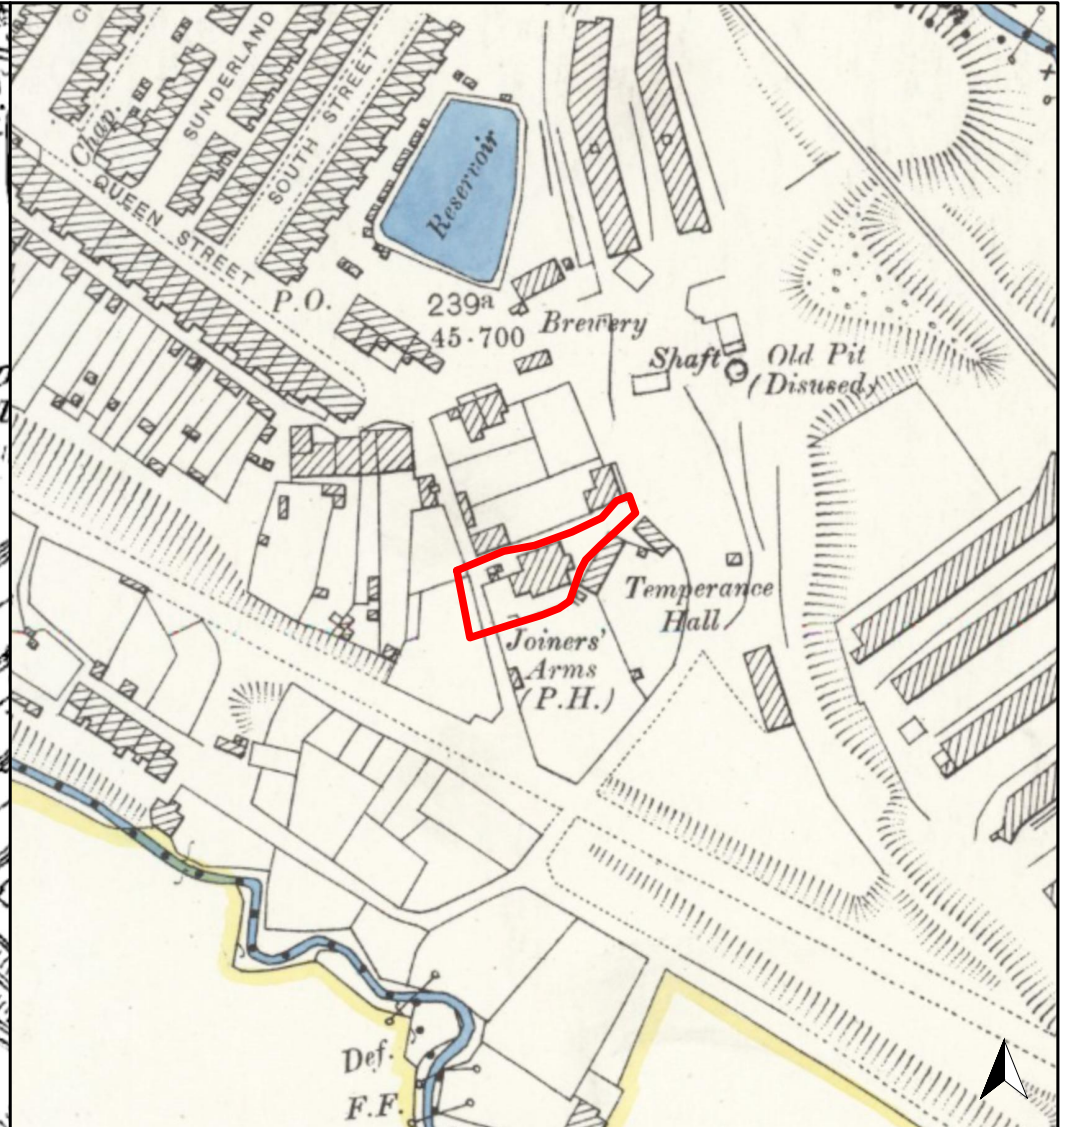 Chap.
SUNDERLAND
SOUTH STREET
QUEEN STREET
Reservoir
P.O.
239a
45·700
Brewery
Shaft
Old Pit
(Disused)
Temperance
Hall
Joiners'
Arms
(P.H.)
Def.
F.F.